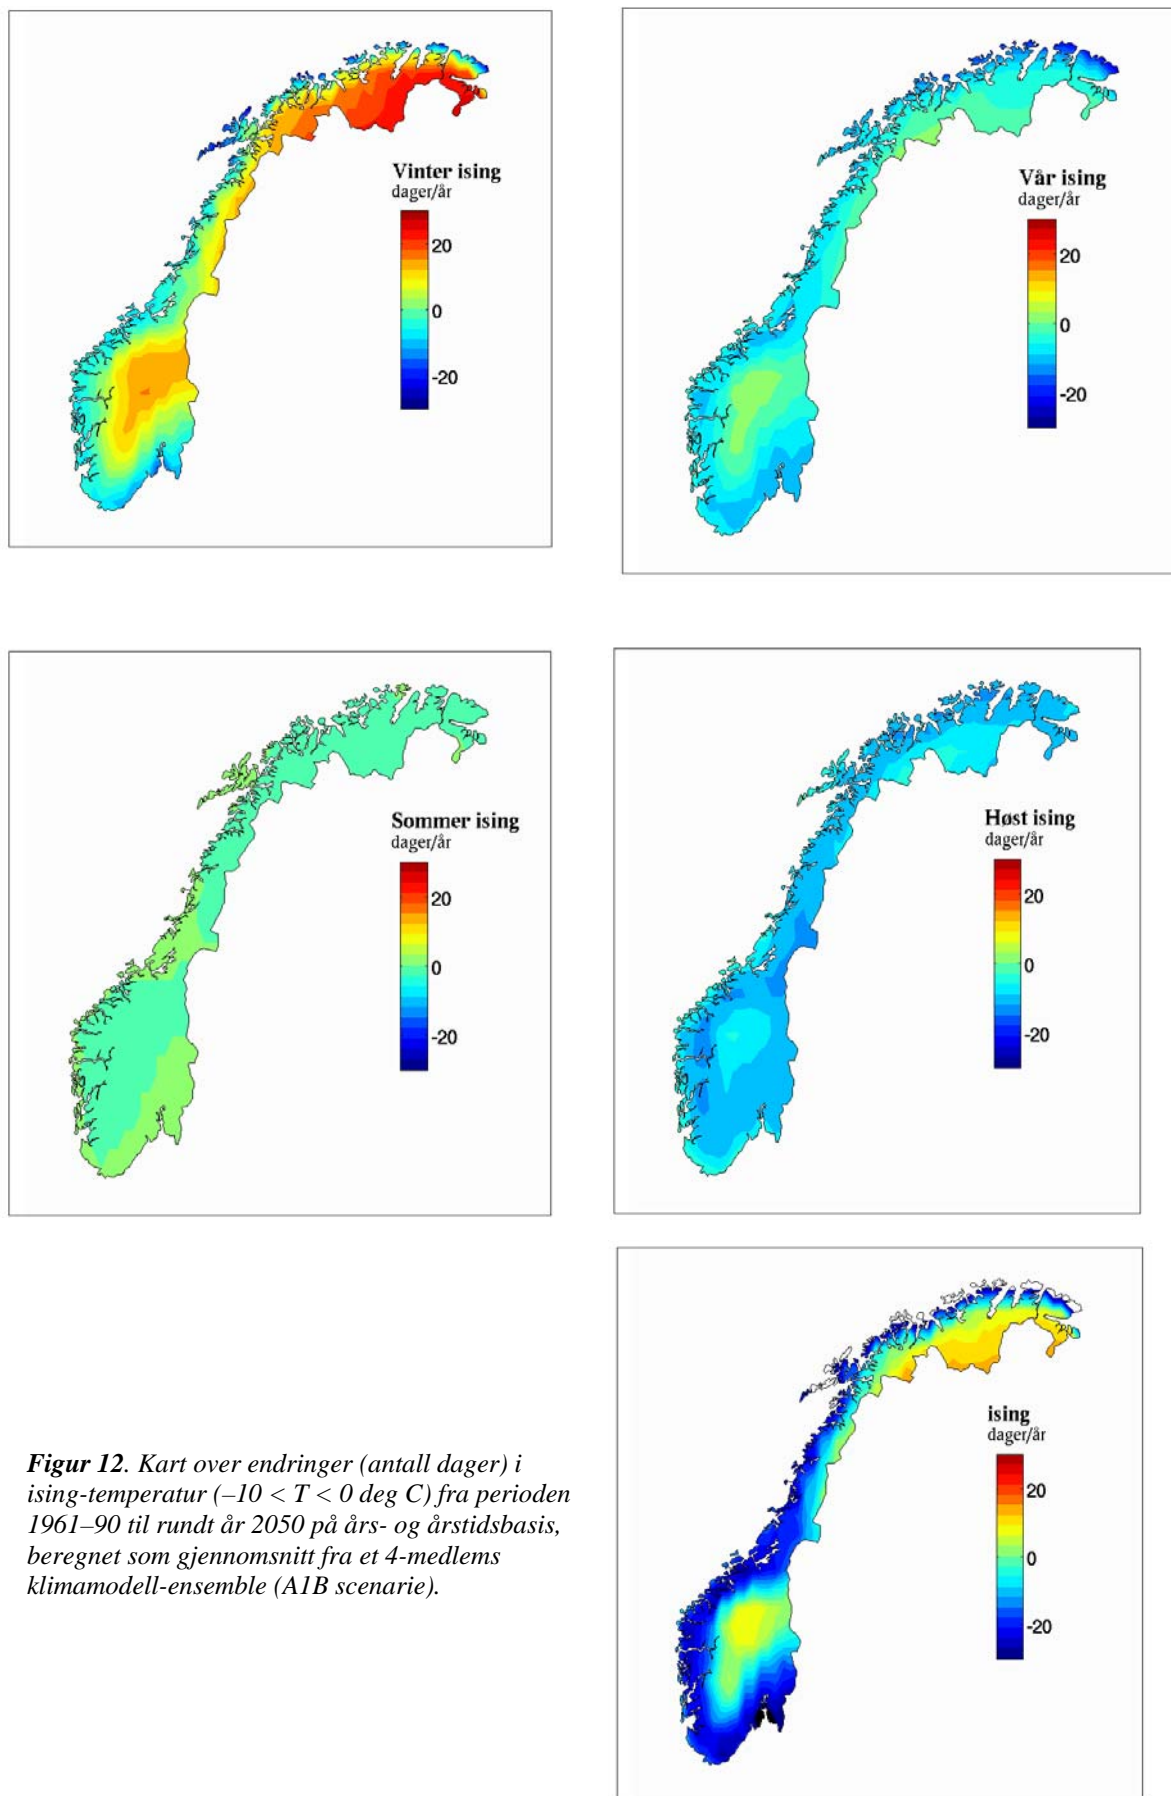 Vinter ising
dager/år
20
0
-20
Vår ising
dager/år
20
0
-20
Sommer ising
dager/år
20
0
-20
Høst ising
dager/år
20
0
-20
ising
dager/år
20
0
-20
Figur 12. Kart over endringer (antall dager) i
ising-temperatur (–10 < T < 0 deg C) fra perioden
1961–90 til rundt år 2050 på års- og årstidsbasis,
beregnet som gjennomsnitt fra et 4-medlems
klimamodell-ensemble (A1B scenarie).